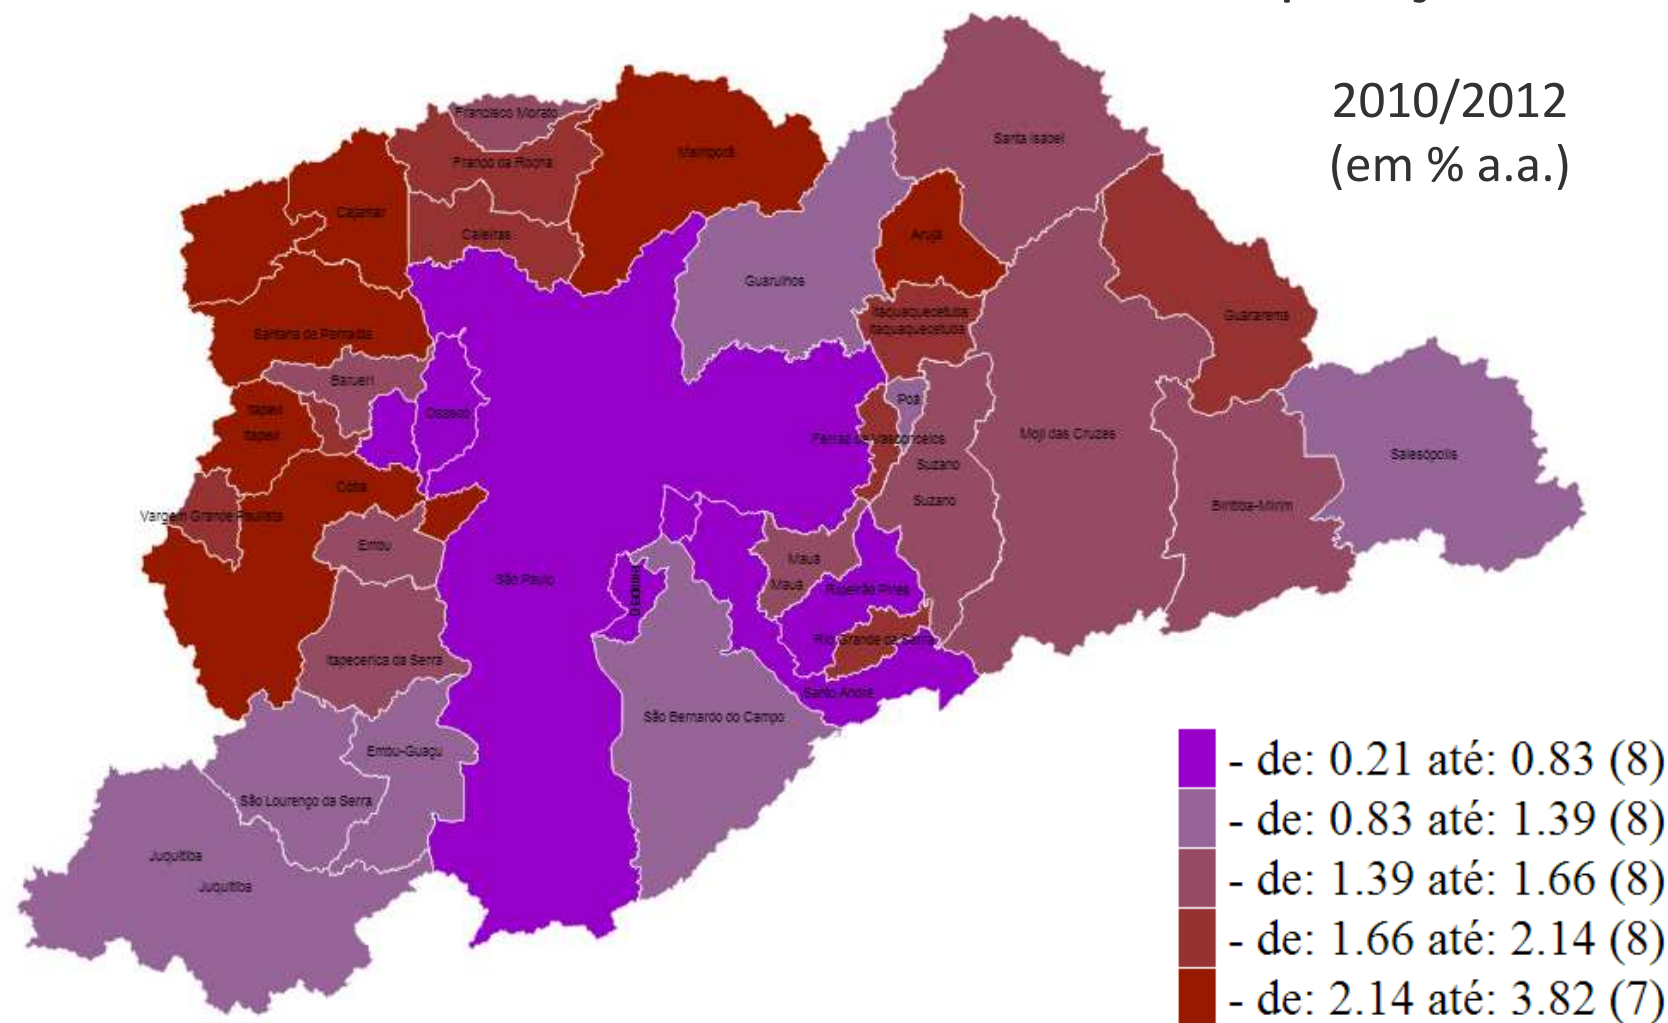 2010/2012
(em % a.a.)
Francisco Morato
Franco da Rocha
Mairiporã
Santa Isabel
Cajamar
Caieiras
Arujá
Guarulhos
Itaquaquecetuba
Itaquaquecetuba
Guararema
Santana de Parnaíba
Barueri
Itapevi
Itapevi
Osasco
Poá
Ferraz de Vasconcelos
Moji das Cruzes
Salesópolis
Suzano
Suzano
Cotia
Vargem Grande Paulista
Biritiba-Mirim
Embu
São Paulo
Mauá
Mauá
Ribeirão Pires
Rio Grande da Serra
Itapecerica da Serra
Santo André
São Bernardo do Campo
Embu-Guaçu
São Lourenço da Serra
Juquitiba
Juquitiba
- de: 0.21 até: 0.83 (8)
- de: 0.83 até: 1.39 (8)
- de: 1.39 até: 1.66 (8)
- de: 1.66 até: 2.14 (8)
- de: 2.14 até: 3.82 (7)